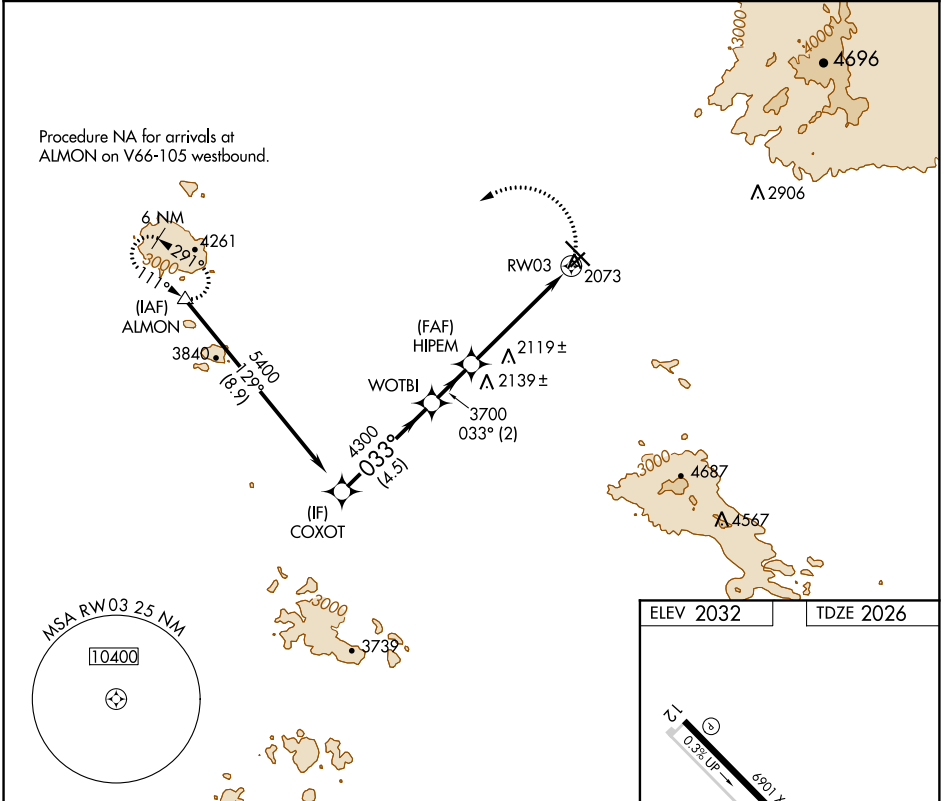 3000
4000
4696
Procedure NA for arrivals at
ALMON on V66-105 westbound.
2906
6 NM
4261
291°
3000
111°
RW03
2073
(IAF)
ALMON
(FAF)
HIPEM
2119±
3840
5400
129°
(8.9)
WOTBI
2139±
3700
033° (2)
4300
033°
(4.5)
3000
4687
4567
(IF)
COXOT
MSA RW03 25 NM
10400
3000
3739
ELEV 2032
TDZE 2026
12
P
0.3% UP
6901 X